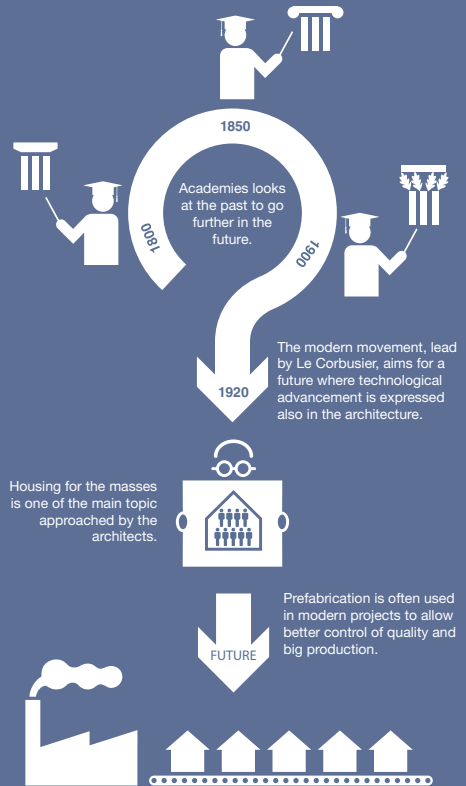 1850
Academies looks
at the past to go
further in the
future.
1800
1900
The modern movement, lead
by Le Corbusier, aims for a
future where technological
advancement is expressed
also in the architecture.
1920
Housing for the masses
is one of the main topic
approached by the
architects.
Prefabrication is often used
in modern projects to allow
better control of quality and
big production.
FUTURE